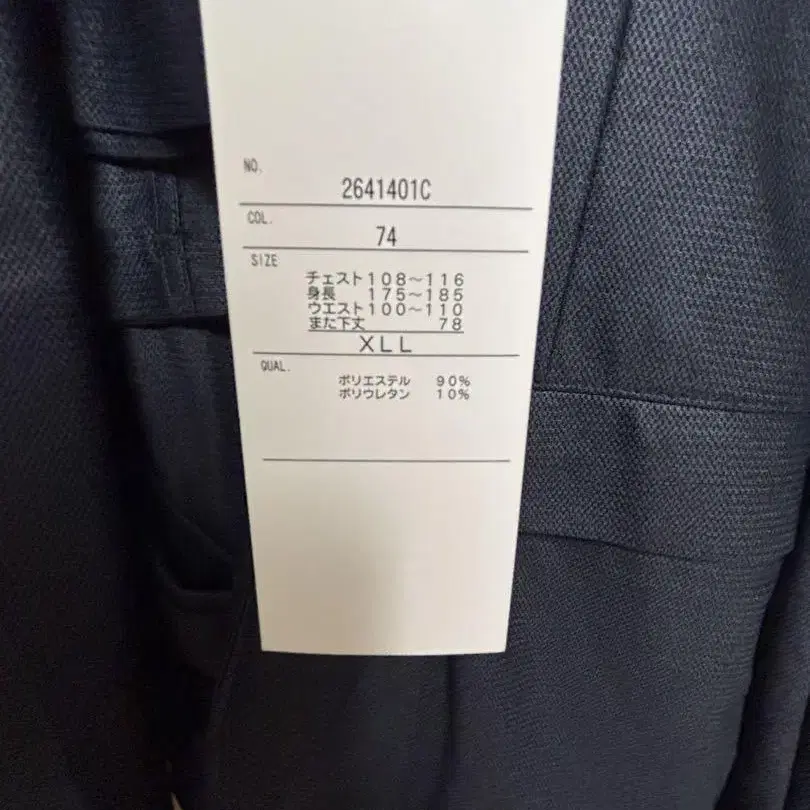 NO.
2641401C
COL.
74
SIZE
チェスト108～116
身長 175～185
ウエスト100～110
また下丈 78
XLL
QUAL.
ポリエステル 90%
ポリウレタン 10%